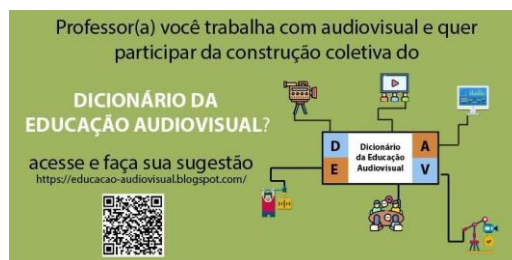 Professor(a) você trabalha com audiovisual e quer
participar da construção coletiva do
DICIONÁRIO DA
EDUCAÇÃO AUDIOVISUAL?
acesse e faça sua sugestão
https://educacao-audiovisual.blogspot.com/
D
E
Dicionário
da Educação
Audiovisual
A
V